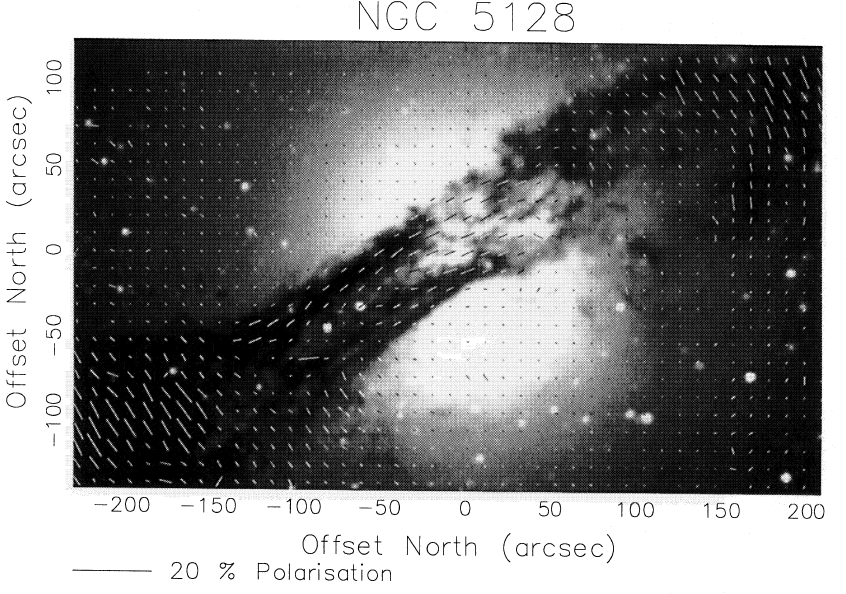 NGC 5128
Offset North (arcsec)
100
50
0
−50
−100
−200 −150 −100 −50 0 50 100 150 200
Offset North (arcsec)
20 % Polarisation